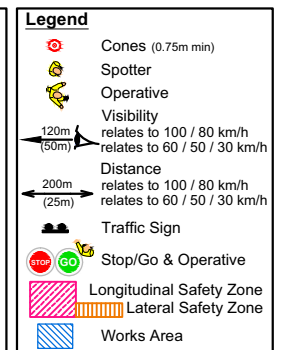 Legend
Cones (0.75m min)
Spotter
Operative
Visibility
120m relates to 100 / 80 km/h
(50m) relates to 60 / 50 / 30 km/h
Distance
200m relates to 100 / 80 km/h
(25m) relates to 60 / 50 / 30 km/h
Traffic Sign
STOP GO Stop/Go & Operative
Longitudinal Safety Zone
Lateral Safety Zone
Works Area